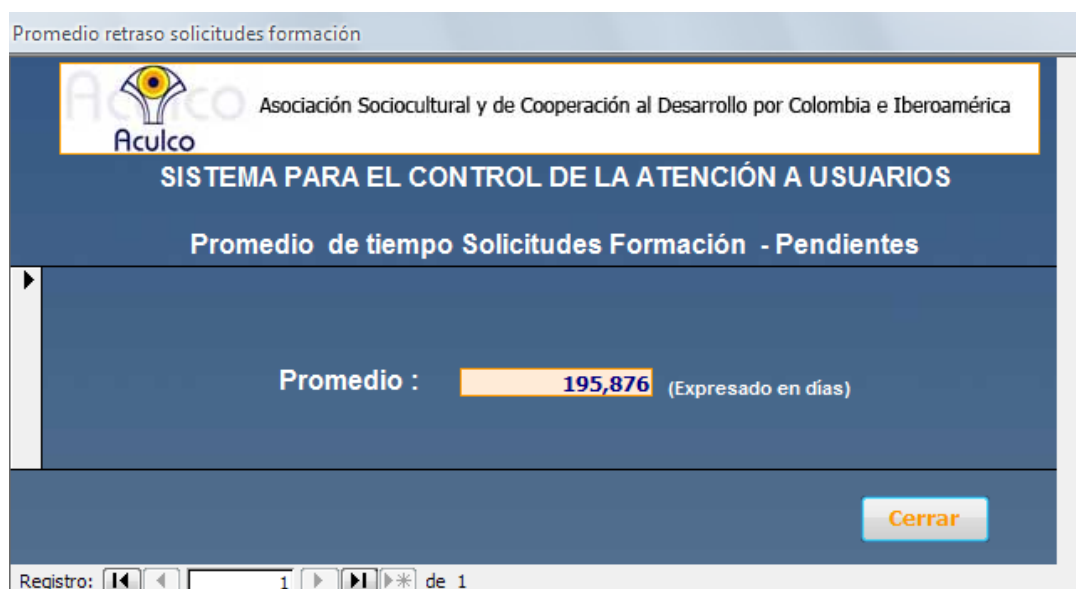 Promedio retraso solicitudes formación
Aculco
Aculco
Asociación Sociocultural y de Cooperación al Desarrollo por Colombia e Iberoamérica
SISTEMA PARA EL CONTROL DE LA ATENCIÓN A USUARIOS
Promedio de tiempo Solicitudes Formación - Pendientes
Promedio : 195,876 (Expresado en días)
Cerrar
Registro: 1 de 1